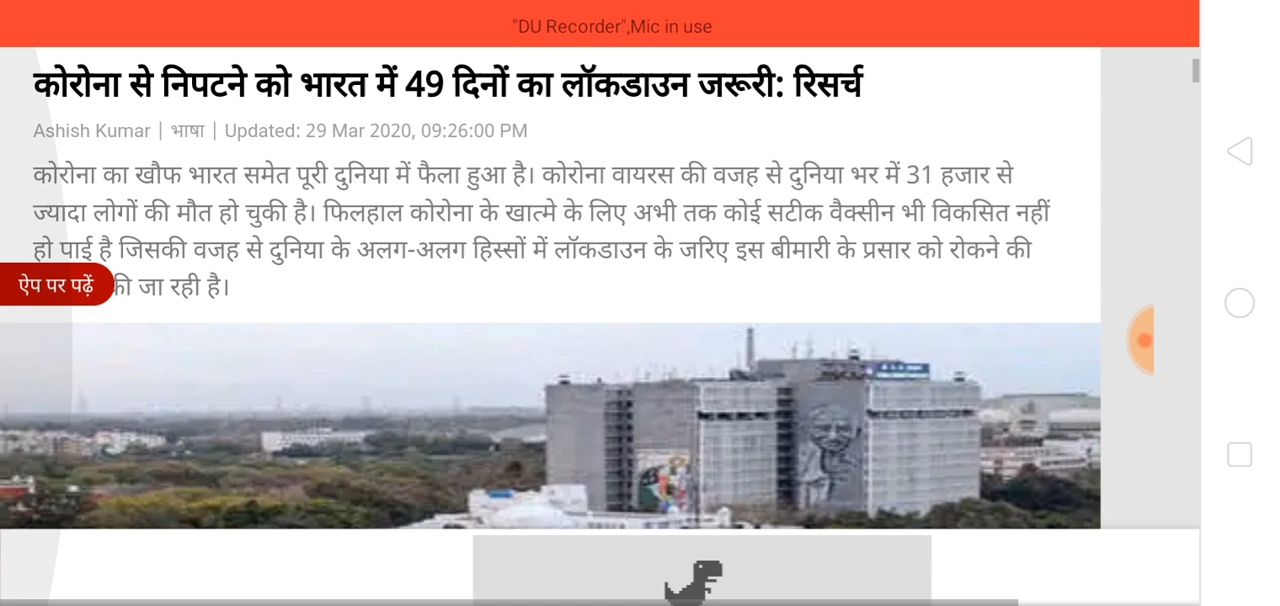 "DU Recorder",Mic in use
कोरोना से निपटने को भारत में 49 दिनों का लॉकडाउन जरूरी: रिसर्च
Ashish Kumar | भाषा | Updated: 29 Mar 2020, 09:26:00 PM
कोरोना का खौफ भारत समेत पूरी दुनिया में फैला हुआ है। कोरोना वायरस की वजह से दुनिया भर में 31 हजार से
ज्यादा लोगों की मौत हो चुकी है। फिलहाल कोरोना के खात्मे के लिए अभी तक कोई सटीक वैक्सीन भी विकसित नहीं
हो पाई है जिसकी वजह से दुनिया के अलग-अलग हिस्सों में लॉकडाउन के जरिए इस बीमारी के प्रसार को रोकने की
ऐप पर पढ़ें
की जा रही है।